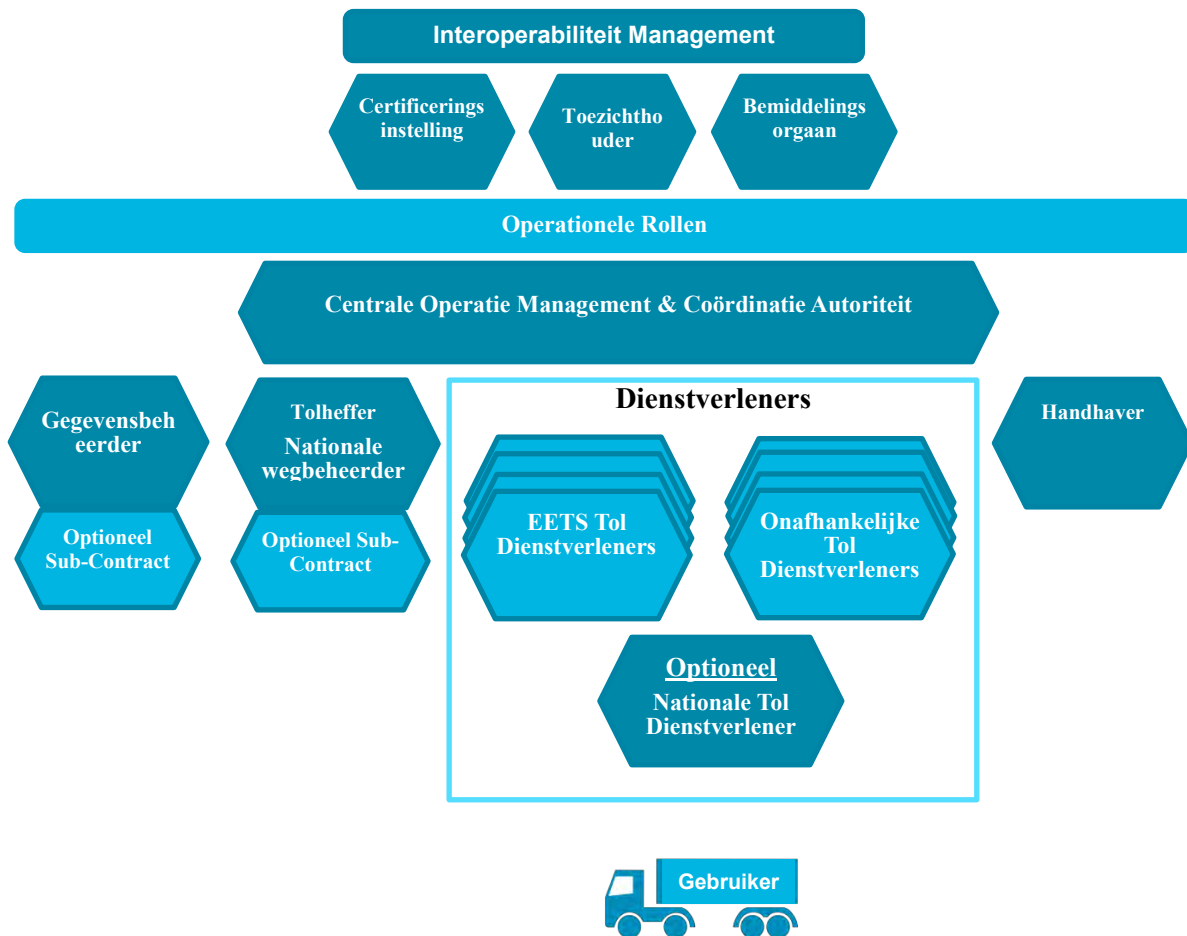 Interoperabiliteit Management
Certificerings
instelling
Toezichtho
uder
Bemiddelings
orgaan
Operationele Rollen
Centrale Operatie Management & Coördinatie Autoriteit
Gegevensbeh
eerder
Optioneel
Sub-Contract
Tolheffer
Nationale
wegbeheerder
Optioneel Sub-
Contract
Dienstverleners
EETS Tol
Dienstverleners
Onafhankelijke
Tol
Dienstverleners
Optioneel
Nationale Tol
Dienstverlener
Handhaver
Gebruiker